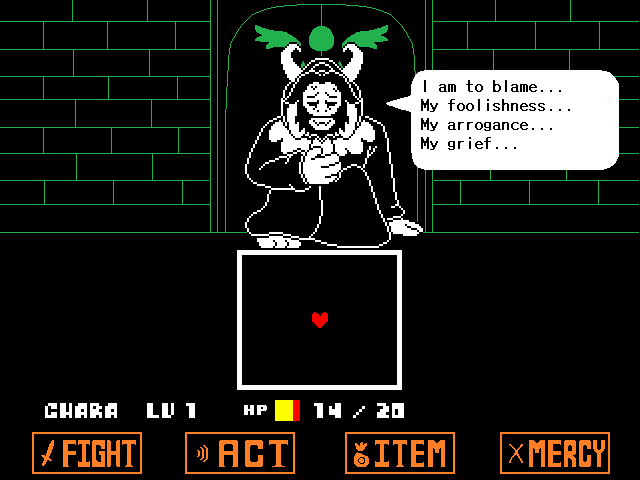 I am to blame...
My foolishness...
My arrogance...
My grief...
CHARA LV 1 HP 14 / 20
FIGHT ACT ITEM MERCY